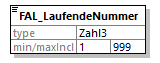 FAL_LaufendeNummer
type Zahl3
min/maxIncl 1 999